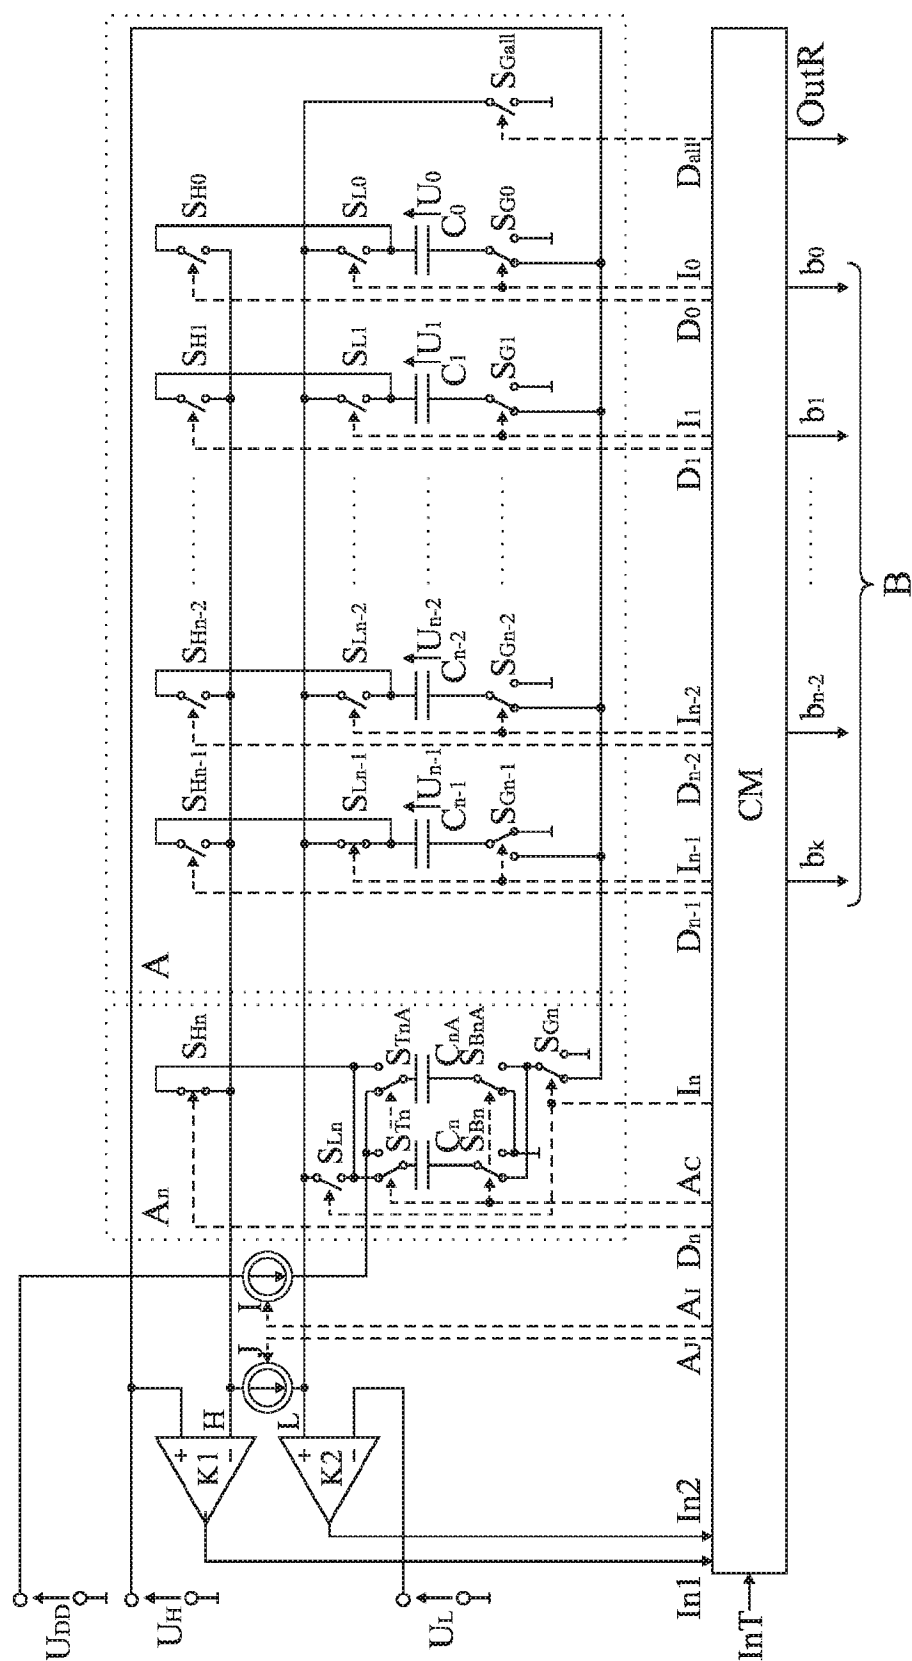 UDD
UH
UL
K1
K2
+
−
+
−
H
L
J
I
An
A
SHn
SHn-1
SHn-2
SH1
SH0
SLn
SLn-1
SLn-2
SL1
SL0
STn
STnA
Cn
CnA
SBn
SBnA
SGn
Un-1
Cn-1
Un-2
Cn-2
U1
C1
U0
C0
SGn-1
SGn-2
SG1
SG0
SGall
In1
In2
AJ
AI
Dn
AC
In
Dn-1
In-1
Dn-2
In-2
D1
I1
D0
I0
Dall
InT
CM
bk
bn-2
b1
b0
OutR
B